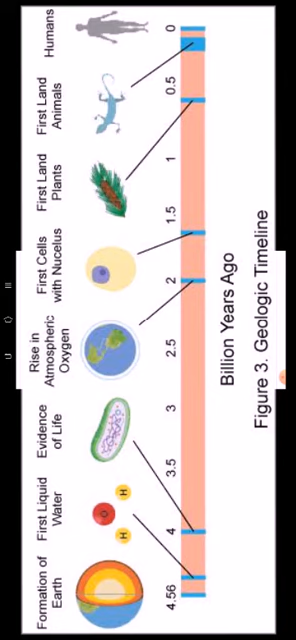 Formation of
Earth
First Liquid
Water
Evidence
of Life
Rise in
Atmospheric
Oxygen
First Cells
with Nucelus
First Land
Plants
First Land
Animals
Humans
H O H
4.56 4 3.5 3 2.5 2 1.5 1 0.5 0
Billion Years Ago
Figure 3. Geologic Timeline